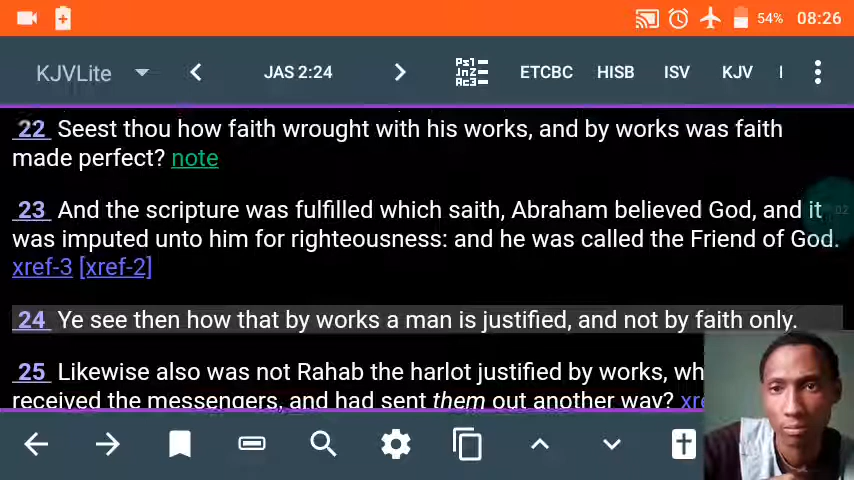 54% 08:26
KJVLite JAS 2:24 Ps1 JnZ Ac3 ETCBC HISB ISV KJV
22 Seest thou how faith wrought with his works, and by works was faith
made perfect? note
23 And the scripture was fulfilled which saith, Abraham believed God, and it
was imputed unto him for righteousness: and he was called the Friend of God.
xref-3 [xref-2]
24 Ye see then how that by works a man is justified, and not by faith only.
25 Likewise also was not Rahab the harlot justified by works,
received the messengers, and had sent them out another way?